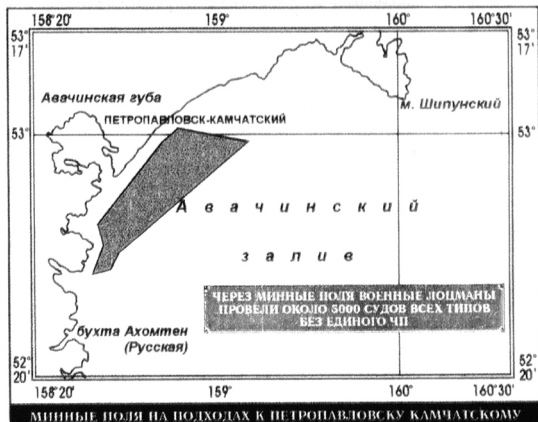 158°20' 159° 160° 160°30'
53° 17' 53° 17'
Авачинская губа
м. Шипунский
ПЕТРОПАВЛОВСК-КАМЧАТСКИЙ
53° 53°
Авачинский
залив
ЧЕРЕЗ МИННЫЕ ПОЛЯ ВОЕННЫЕ ЛОЦМАНЫ
ПРОВЕЛИ ОКОЛО 5000 СУДОВ ВСЕХ ТИПОВ
БЕЗ ЕДИНОГО ЧП
бухта Ахомтен
(Русская)
52° 20' 52° 20'
158°20' 159° 160° 160°30'
МИННЫЕ ПОЛЯ НА ПОДХОДАХ К ПЕТРОПАВЛОВСКУ КАМЧАТСКОМУ